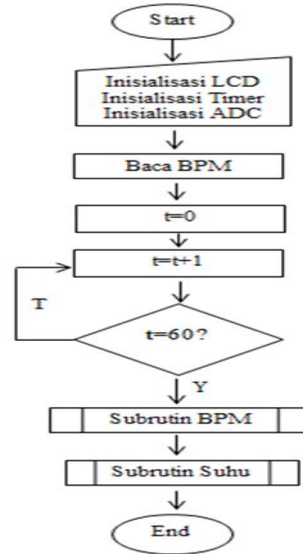 Start
Inisialisasi LCD
Inisialisasi Timer
Inisialisasi ADC
Baca BPM
t=0
t=t+1
T
t=60?
Y
Subrutin BPM
Subrutin Suhu
End